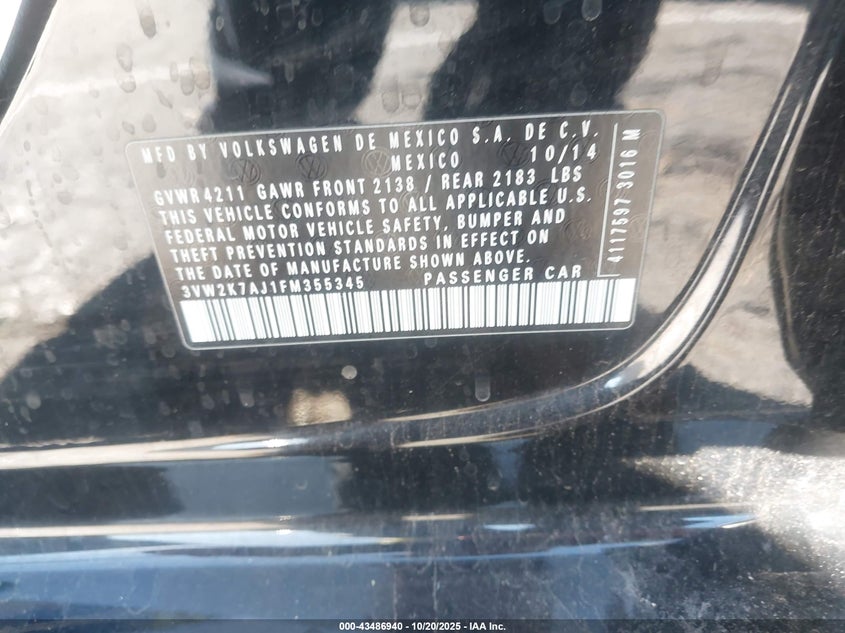 MFD BY VOLKSWAGEN DE MEXICO S.A. DE C.V.
MEXICO 10/14
GVWR 4211 GAWR FRONT 2138 / REAR 2183 LBS
THIS VEHICLE CONFORMS TO ALL APPLICABLE U.S.
FEDERAL MOTOR VEHICLE SAFETY, BUMPER AND
THEFT PREVENTION STANDARDS IN EFFECT ON
THE DATE OF MANUFACTURE SHOWN ABOVE.
3VW2K7AJ1FM355345 PASSENGER CAR
4117597 3016 M
000-43486940 - 10/20/2025 - IAA Inc.